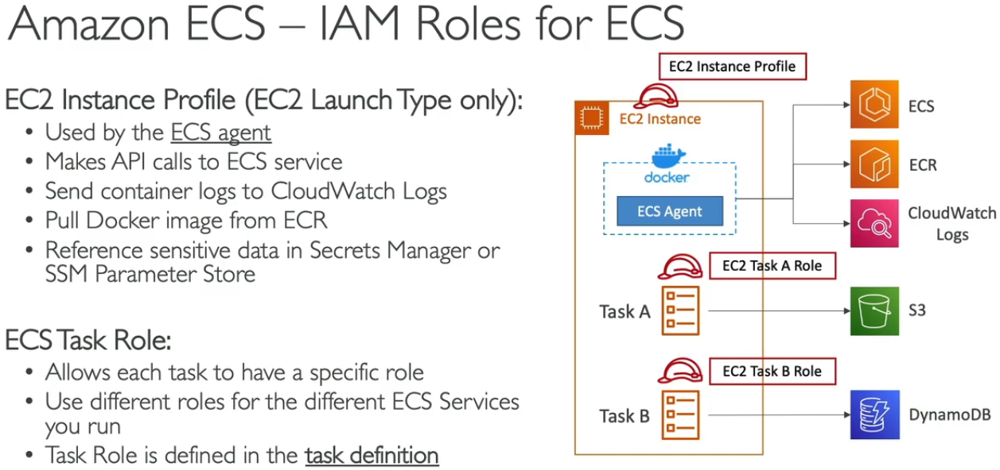 Amazon ECS – IAM Roles for ECS
EC2 Instance Profile (EC2 Launch Type only):
• Used by the ECS agent
• Makes API calls to ECS service
• Send container logs to CloudWatch Logs
• Pull Docker image from ECR
• Reference sensitive data in Secrets Manager or
SSM Parameter Store
ECS Task Role:
• Allows each task to have a specific role
• Use different roles for the different ECS Services
you run
• Task Role is defined in the task definition
EC2 Instance Profile
EC2 Instance
docker
ECS Agent
ECS
ECR
CloudWatch
Logs
EC2 Task A Role
Task A
S3
EC2 Task B Role
Task B
DynamoDB